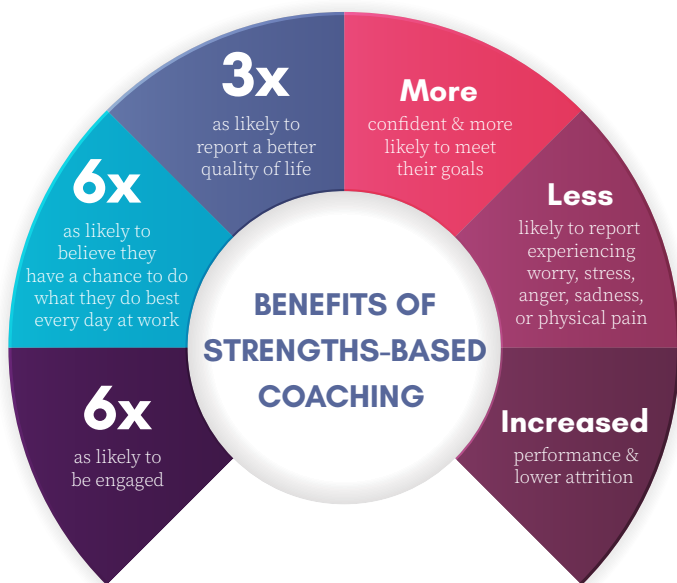 3x
as likely to
report a better
quality of life
More
confident & more
likely to meet
their goals
6x
as likely to
believe they
have a chance to do
what they do best
every day at work
Less
likely to report
experiencing
worry, stress,
anger, sadness,
or physical pain
BENEFITS OF
STRENGTHS-BASED
COACHING
6x
as likely to
be engaged
Increased
performance &
lower attrition